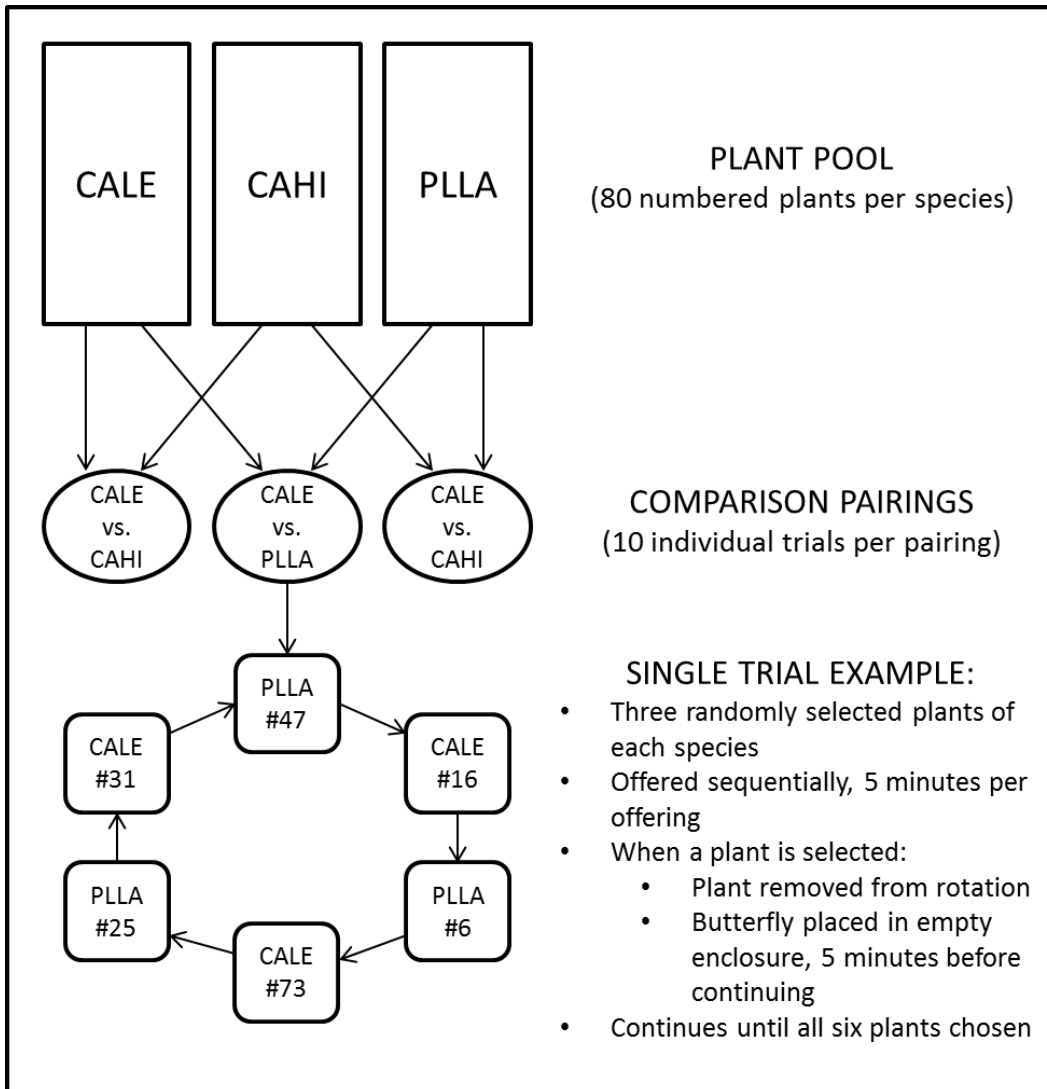 CALE
CAHI
PLLA
PLANT POOL
(80 numbered plants per species)
CALE
vs.
CAHI
CALE
vs.
PLLA
CALE
vs.
CAHI
COMPARISON PAIRINGS
(10 individual trials per pairing)
PLLA
#47
CALE
#16
PLLA
#6
CALE
#73
PLLA
#25
CALE
#31
SINGLE TRIAL EXAMPLE:
• Three randomly selected plants of
each species
• Offered sequentially, 5 minutes per
offering
• When a plant is selected:
• Plant removed from rotation
• Butterfly placed in empty
enclosure, 5 minutes before
continuing
• Continues until all six plants chosen